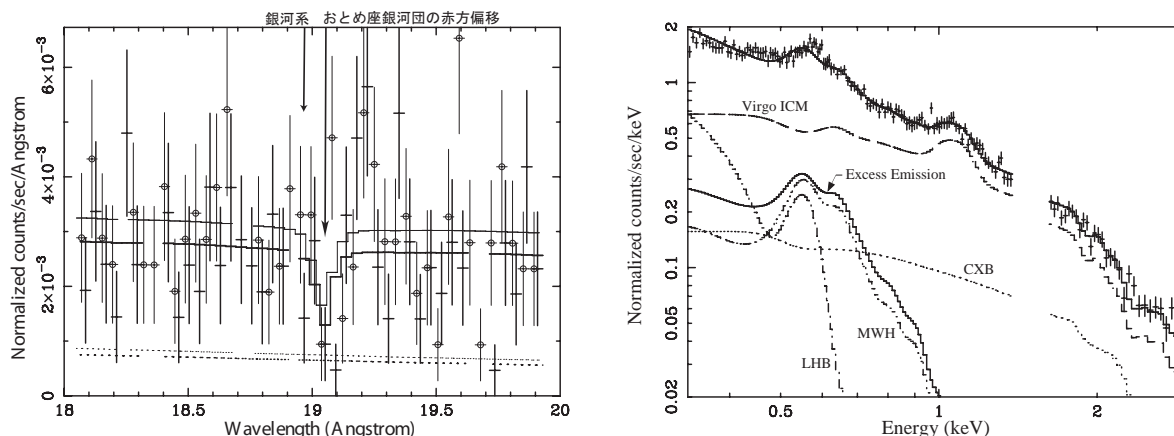 銀河系 おとめ座銀河団の赤方偏移
Normalized counts/sec/Angstrom
6×10⁻³
4×10⁻³
2×10⁻³
0
18
18.5
19
19.5
20
Wavelength (Angstrom)
Normalized counts/sec/keV
2
1
0.5
0.2
0.1
0.05
0.02
Virgo ICM
Excess Emission
CXB
MWH
LHB
0.5
1
2
Energy (keV)